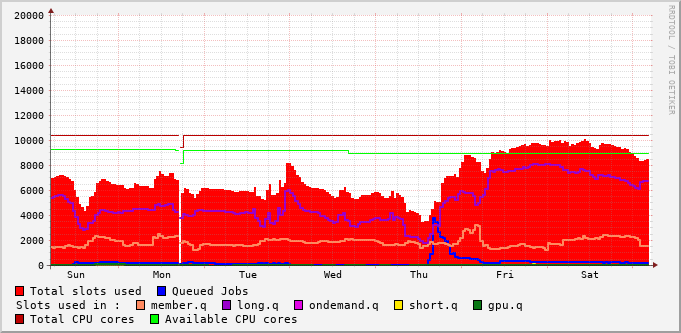 20000
18000
16000
14000
12000
10000
8000
6000
4000
2000
0
Sun Mon Tue Wed Thu Fri Sat
Total slots used Queued Jobs
Slots used in : member.q long.q ondemand.q short.q gpu.q
Total CPU cores Available CPU cores
RRDTOOL / TOBI OETIKER